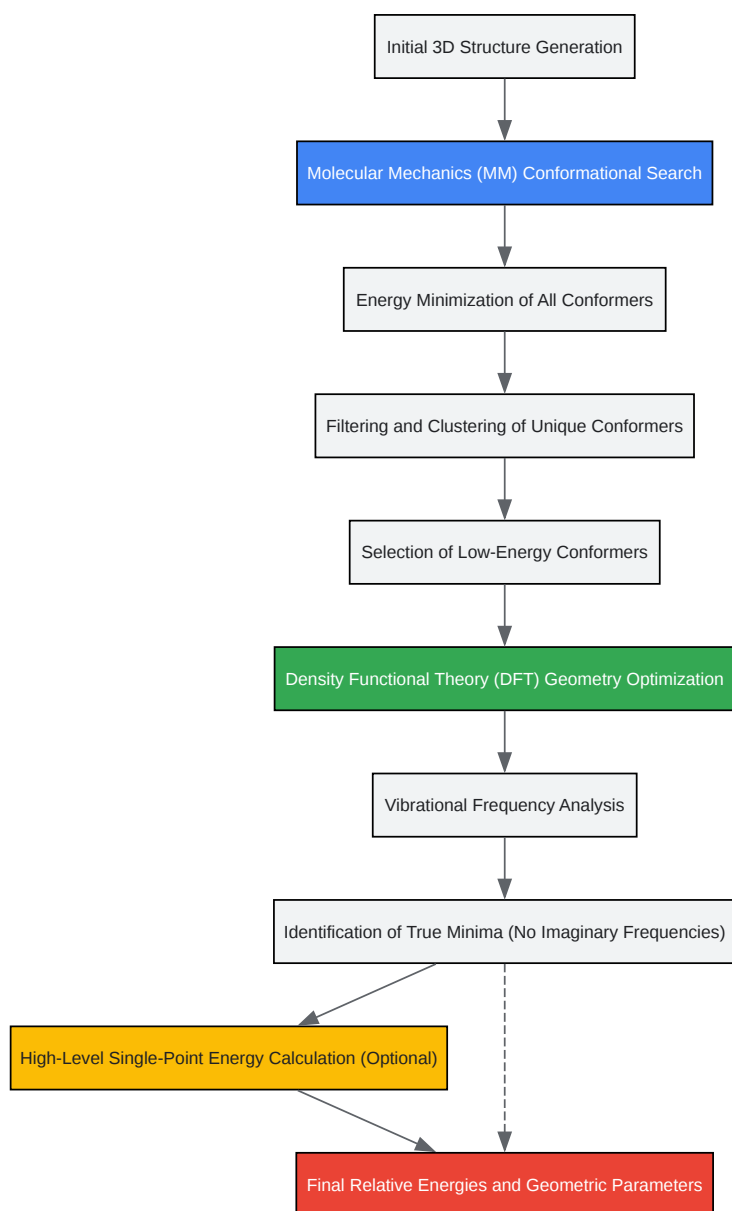 Initial 3D Structure Generation
Molecular Mechanics (MM) Conformational Search
Energy Minimization of All Conformers
Filtering and Clustering of Unique Conformers
Selection of Low-Energy Conformers
Density Functional Theory (DFT) Geometry Optimization
Vibrational Frequency Analysis
Identification of True Minima (No Imaginary Frequencies)
High-Level Single-Point Energy Calculation (Optional)
Final Relative Energies and Geometric Parameters